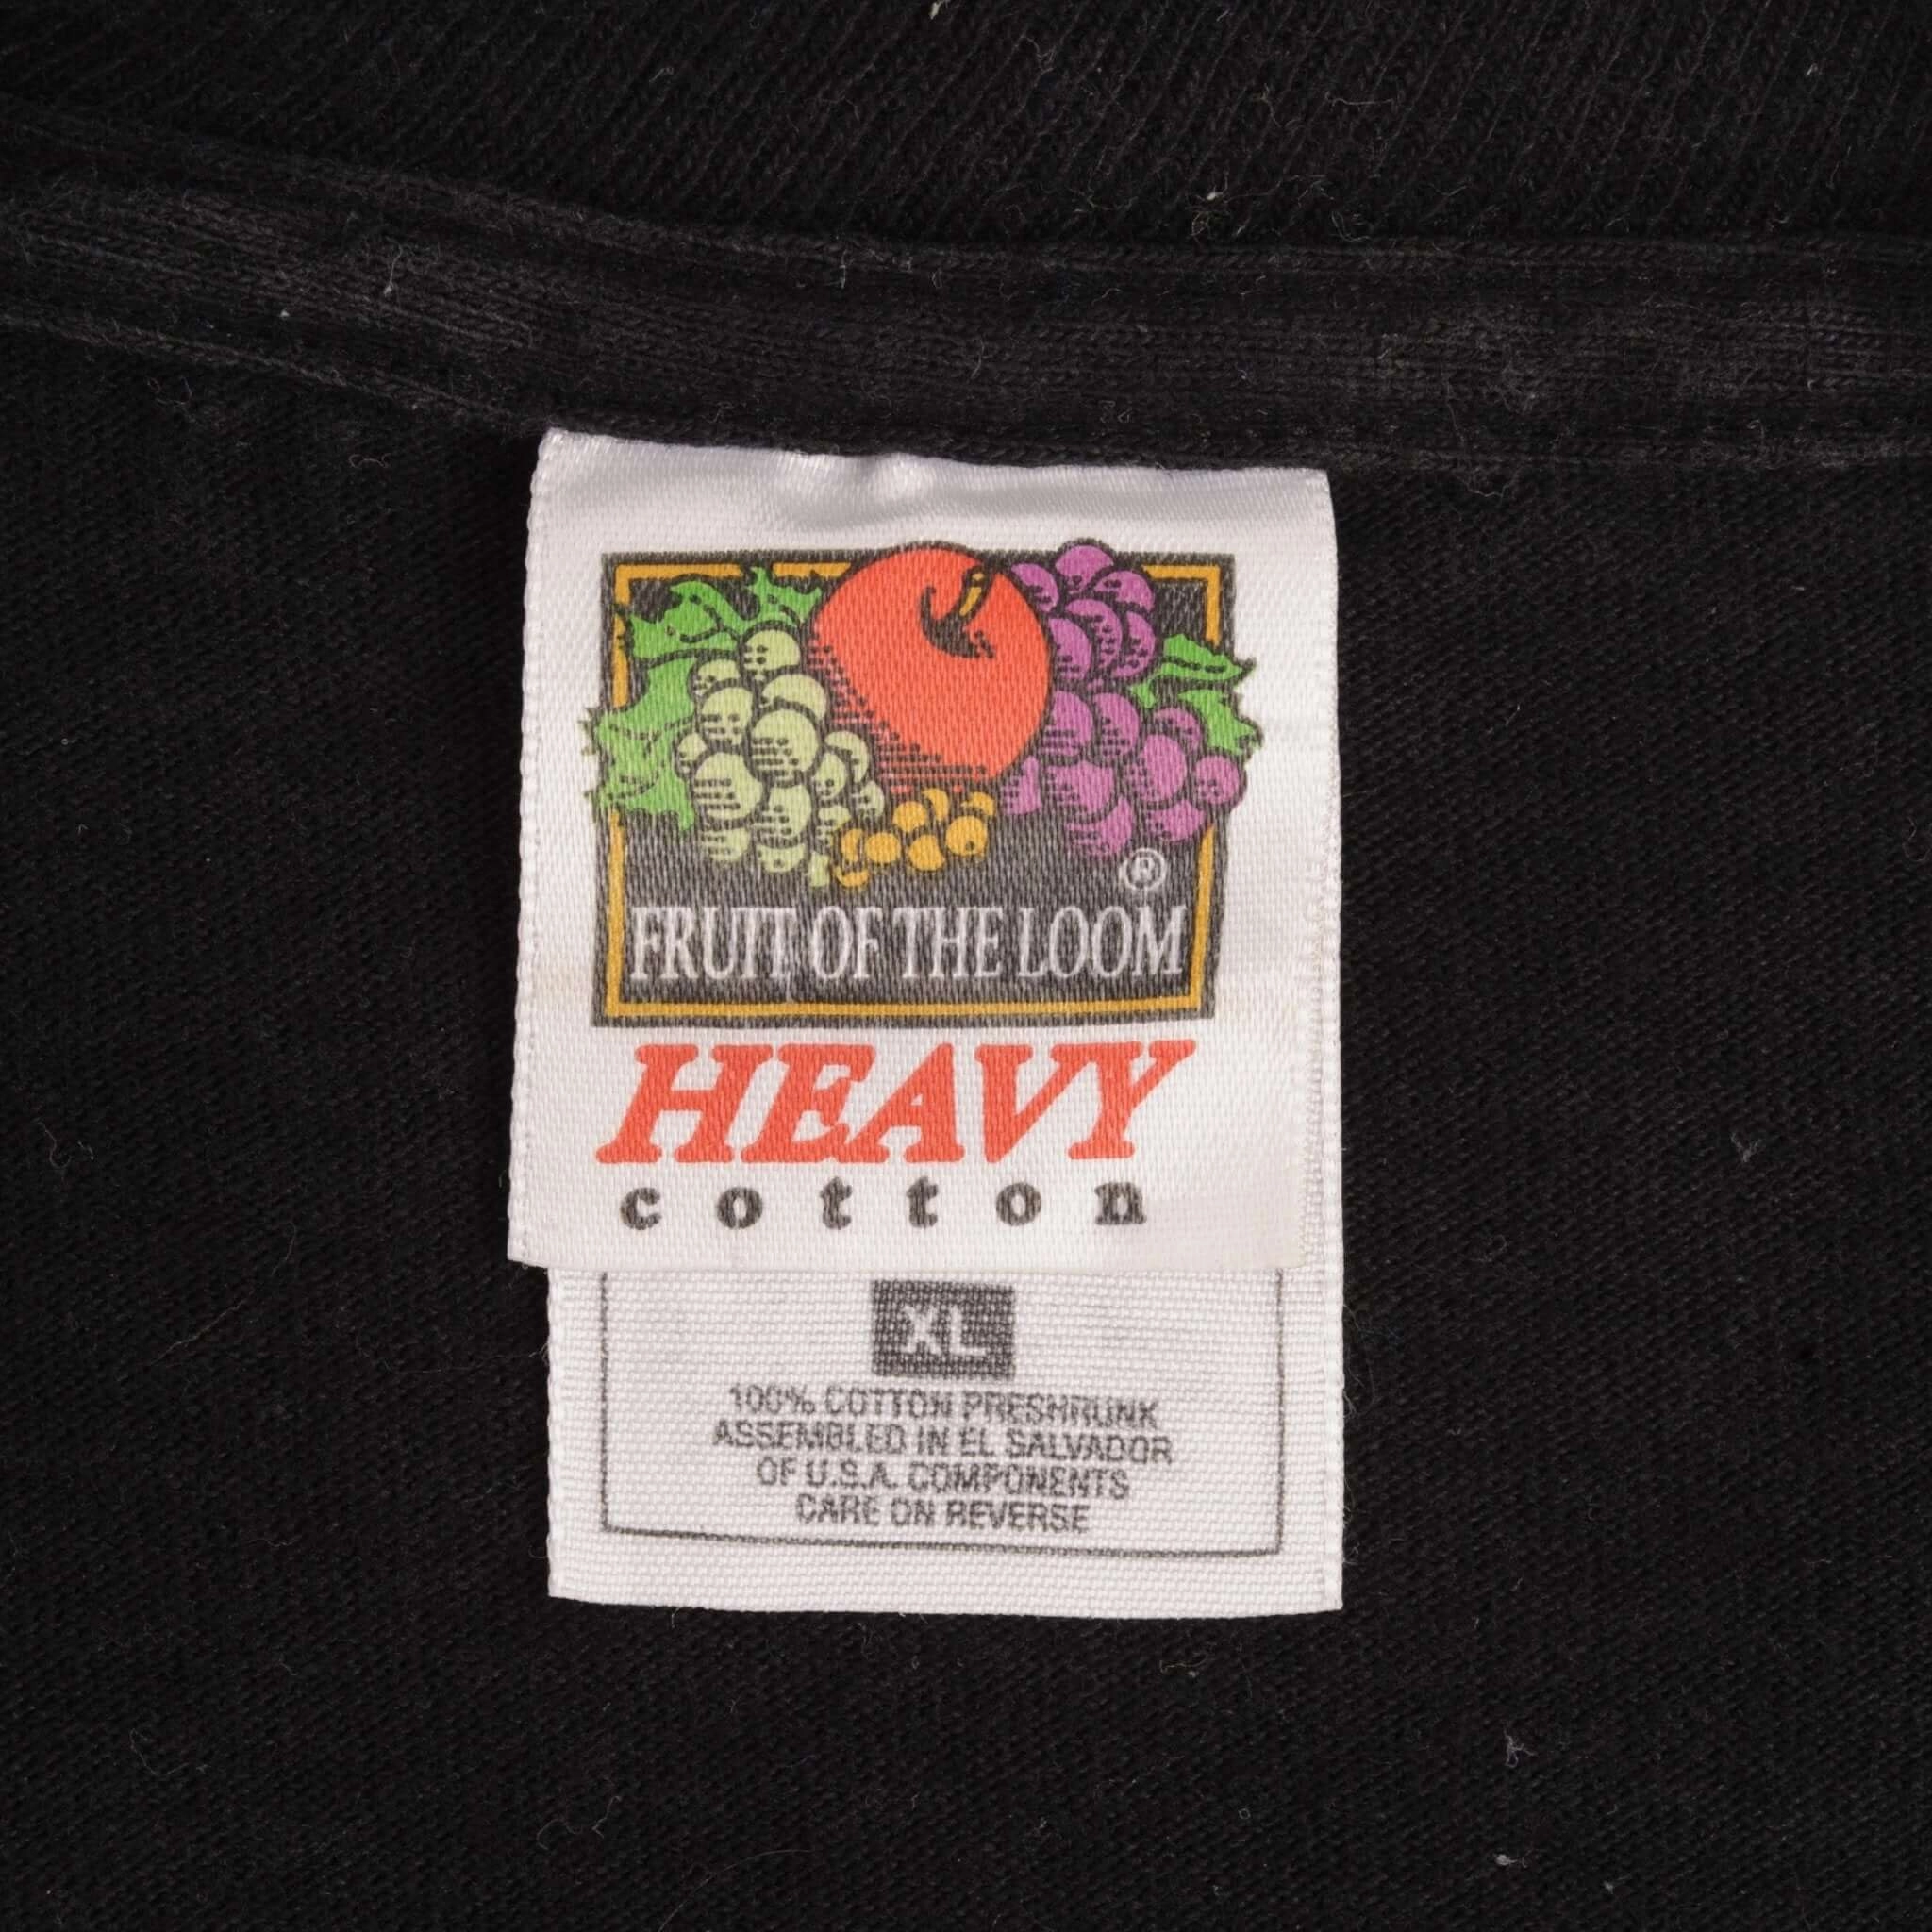 ®
FRUIT OF THE LOOM
HEAVY
cotton
XL
100% COTTON PRESHRUNK
ASSEMBLED IN EL SALVADOR
OF U.S.A. COMPONENTS
CARE ON REVERSE